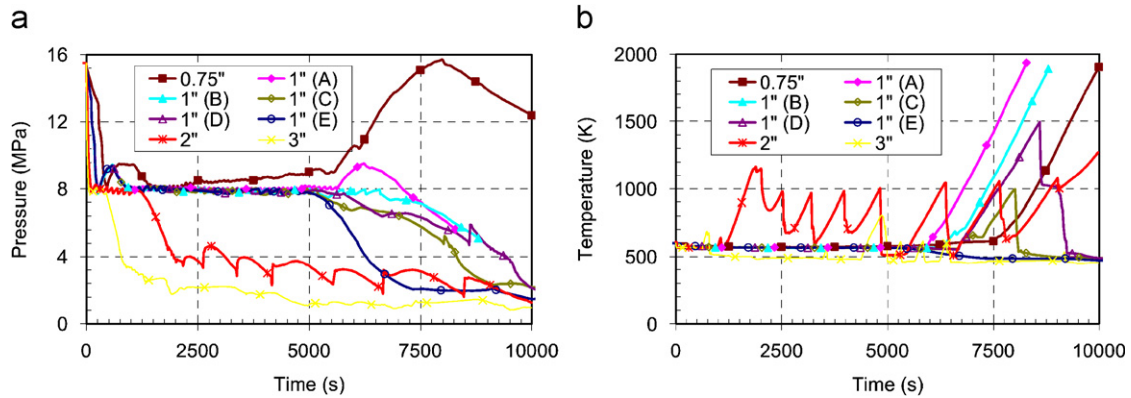 a
16
12
8
4
0
Pressure (MPa)
0.75" 1" (A)
1" (B) 1" (C)
1" (D) 1" (E)
2" 3"
0 2500 5000 7500 10000
Time (s)
b
2000
1500
1000
500
0
Temperature (K)
0.75" 1" (A)
1" (B) 1" (C)
1" (D) 1" (E)
2" 3"
0 2500 5000 7500 10000
Time (s)